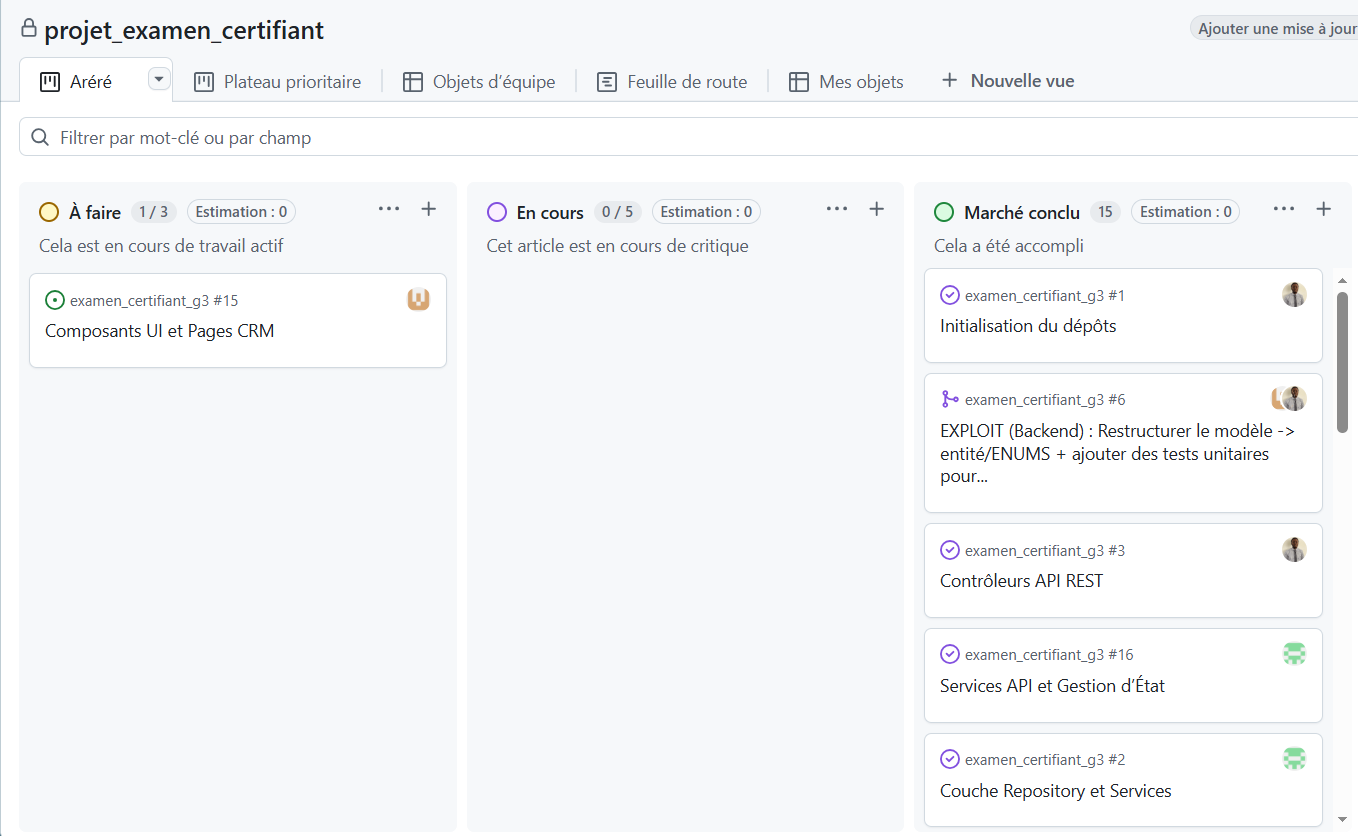 projet_examen_certifiant
Ajouter une mise à jour
Aréré
Plateau prioritaire
Objets d’équipe
Feuille de route
Mes objets
Nouvelle vue
Filtrer par mot-clé ou par champ
À faire 1 / 3 Estimation : 0
Cela est en cours de travail actif
examen_certifiant_g3 #15
Composants UI et Pages CRM
En cours 0 / 5 Estimation : 0
Cet article est en cours de critique
Marché conclu 15 Estimation : 0
Cela a été accompli
examen_certifiant_g3 #1
Initialisation du dépôts
examen_certifiant_g3 #6
EXPLOIT (Backend) : Restructurer le modèle ->
entité/ENUMS + ajouter des tests unitaires
pour...
examen_certifiant_g3 #3
Contrôleurs API REST
examen_certifiant_g3 #16
Services API et Gestion d’État
examen_certifiant_g3 #2
Couche Repository et Services